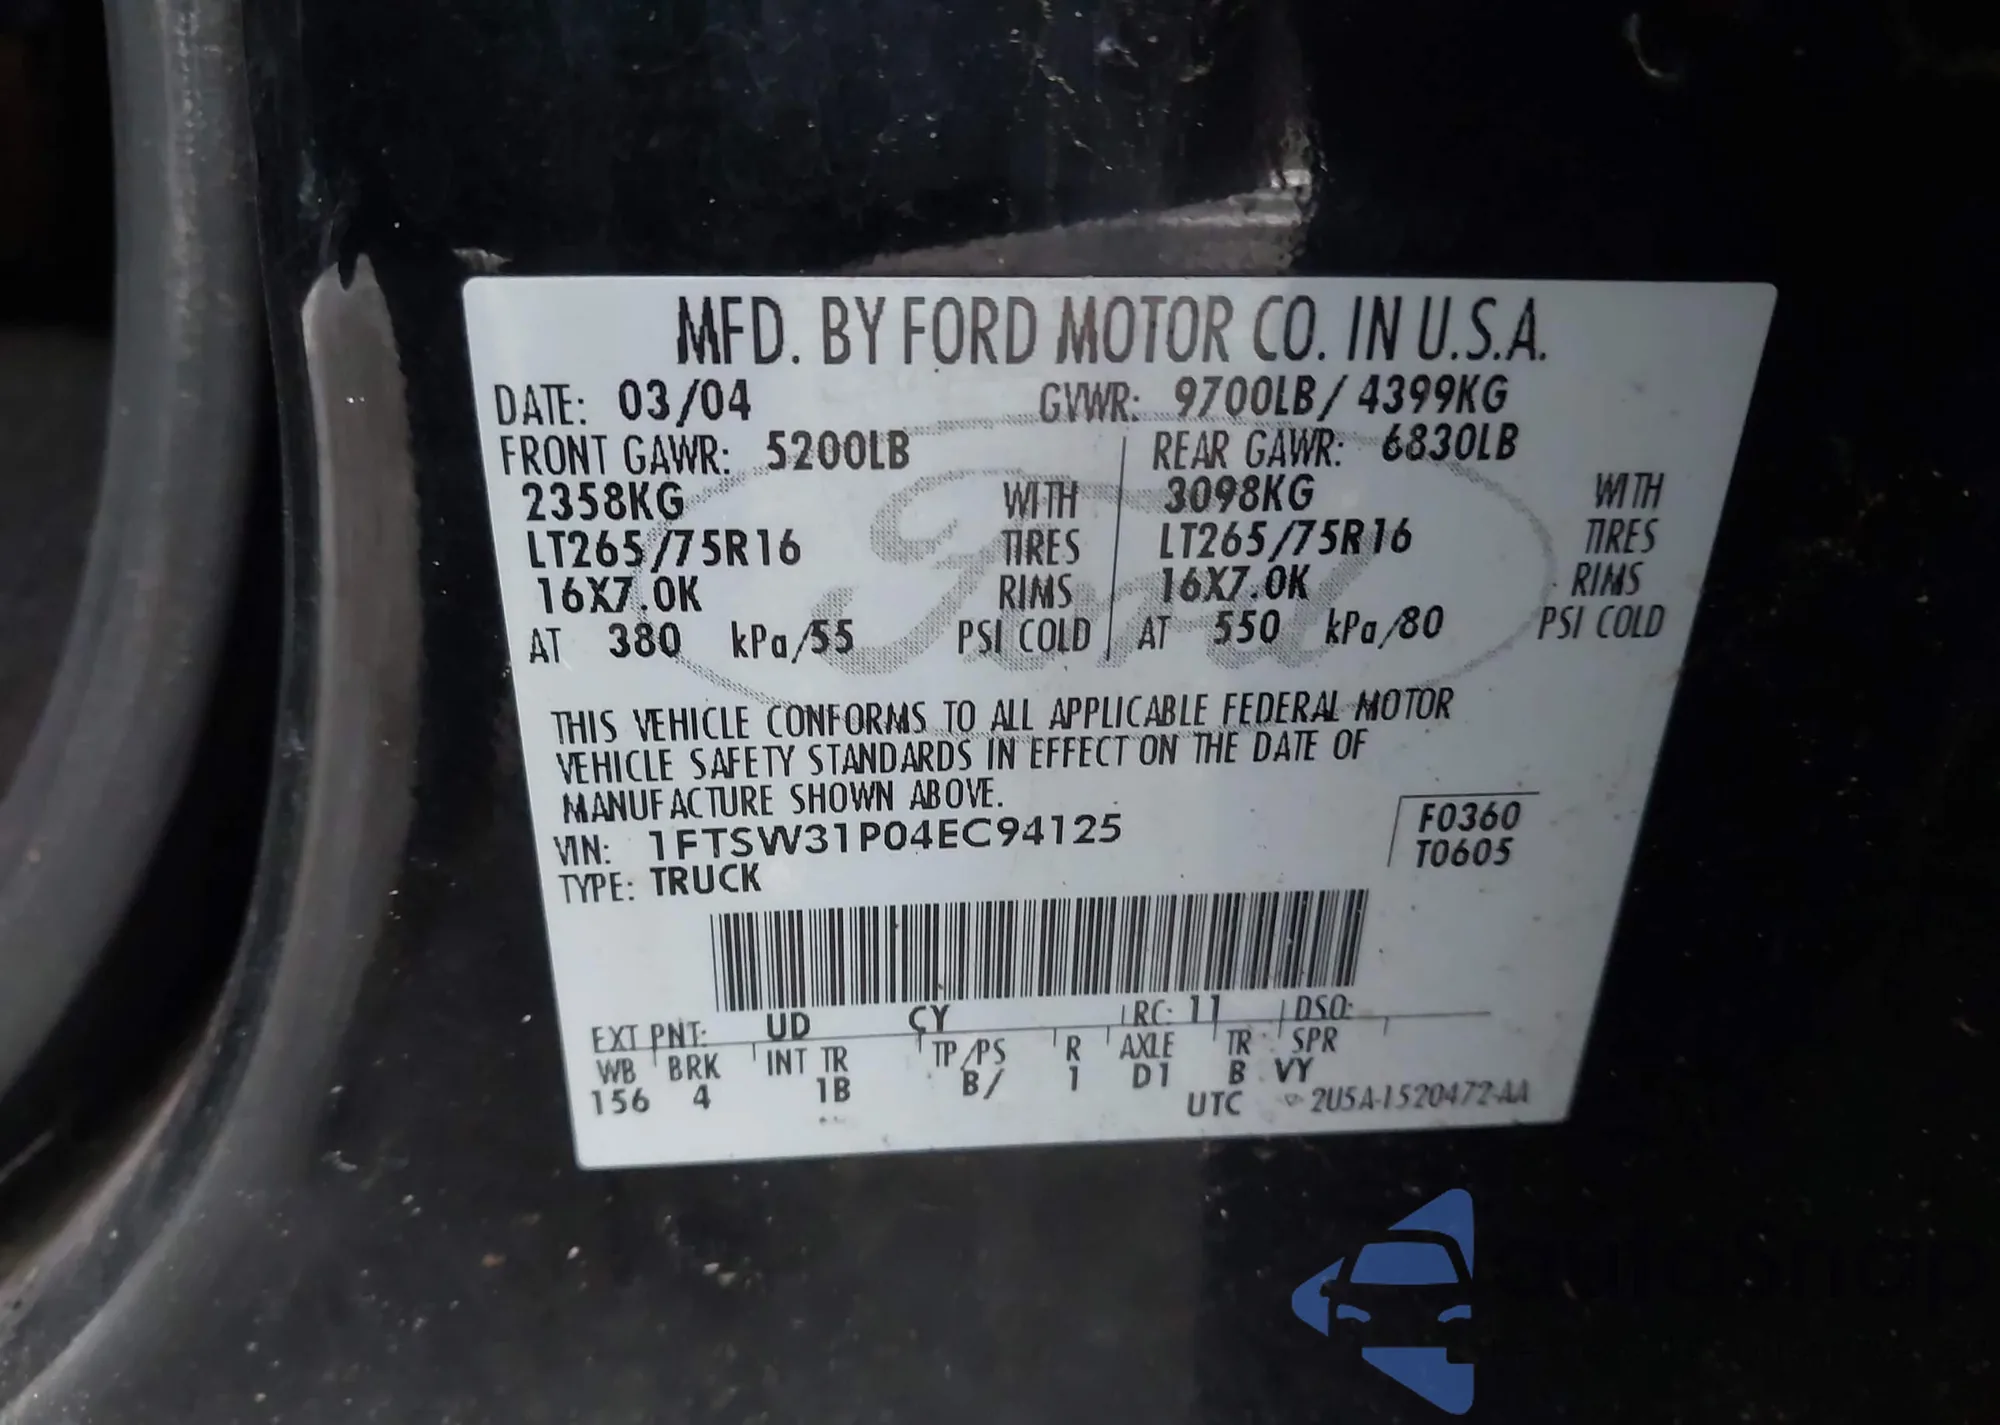 MFD. BY FORD MOTOR CO. IN U.S.A.
DATE: 03/04 GVWR: 9700LB/ 4399KG
FRONT GAWR: 5200LB REAR GAWR: 6830LB
2358KG WITH 3098KG WITH
LT265/75R16 TIRES LT265/75R16 TIRES
16X7.0K RIMS 16X7.0K RIMS
AT 380 kPa/55 PSI COLD AT 550 kPa/80 PSI COLD
Ford
THIS VEHICLE CONFORMS TO ALL APPLICABLE FEDERAL MOTOR
VEHICLE SAFETY STANDARDS IN EFFECT ON THE DATE OF
MANUFACTURE SHOWN ABOVE.
VIN: 1FTSW31P04EC94125 F0360
TYPE: TRUCK T0605
EXT PNT: UD CY RC: 11 DSO:
WB BRK INT TR TP/PS R AXLE TR SPR
156 4 1B B/ 1 D1 B VY
UTC 2U5A-1520472-AA